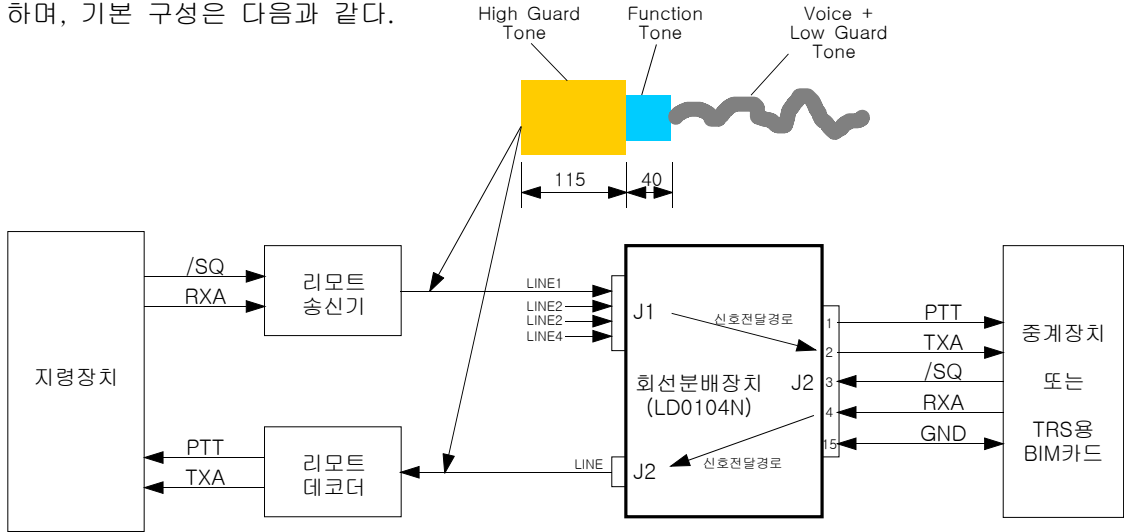 하며, 기본 구성은 다음과 같다.
High Guard
Tone
Function
Tone
Voice +
Low Guard
Tone
115
40
지령장치
/SQ
RXA
리모트
송신기
LINE1
LINE2
LINE2
LINE4
J1
신호전달경로
회선분배장치
(LD0104N)
J2
1
2
3
4
15
PTT
TXA
/SQ
RXA
GND
중계장치
또는
TRS용
BIM카드
PTT
TXA
리모트
데코더
LINE
J2
신호전달경로